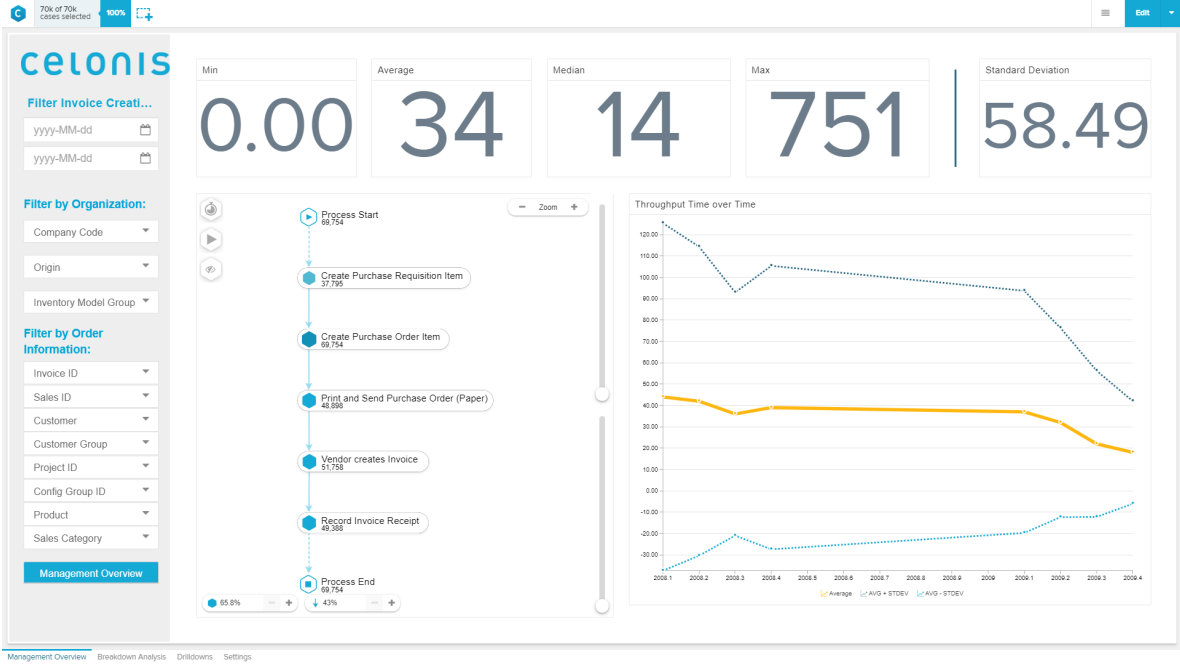 70k of 70k
cases selected
100%
Edit
celonis
Filter Invoice Creati...
yyyy-MM-dd
yyyy-MM-dd
Filter by Organization:
Company Code
Origin
Inventory Model Group
Filter by Order
Information:
Invoice ID
Sales ID
Customer
Customer Group
Project ID
Config Group ID
Product
Sales Category
Management Overview
Min
0.00
Average
34
Median
14
Max
751
Standard Deviation
58.49
Zoom
Process Start
69,754
Create Purchase Requisition Item
37,795
Create Purchase Order Item
69,754
Print and Send Purchase Order (Paper)
48,898
Vendor creates Invoice
51,758
Record Invoice Receipt
49,388
Process End
69,754
65.8%
43%
Throughput Time over Time
120.00
110.00
100.00
90.00
80.00
70.00
60.00
50.00
40.00
30.00
20.00
10.00
0.00
-10.00
-20.00
-30.00
2008.1 2008.2 2008.3 2008.4 2008.5 2008.6 2008.7 2008.8 2008.9 2009 2009.1 2009.2 2009.3 2009.4
Average AVG + STDEV AVG - STDEV
Management Overview Breakdown Analysis Drilldowns Settings